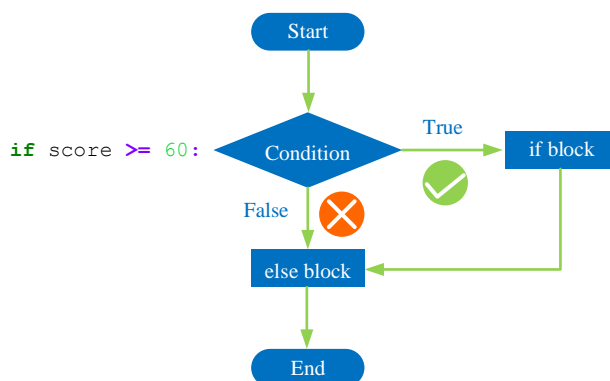 Start
if score >= 60:
Condition
True
if block
False
else block
End